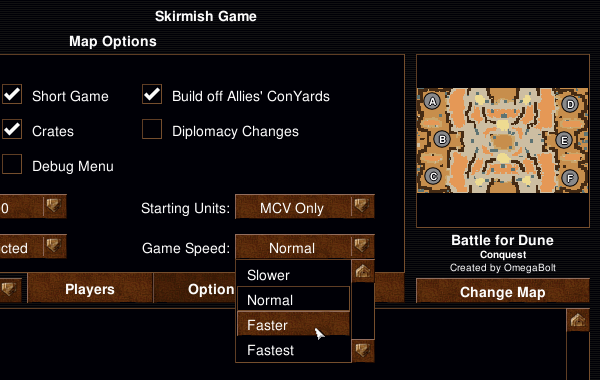 Skirmish Game
Map Options
Short Game
Build off Allies' ConYards
Crates
Diplomacy Changes
Debug Menu
0
Starting Units:
MCV Only
cted
Game Speed:
Normal
Players
Option
Slower
Normal
Faster
Fastest
A
B
C
D
E
F
Battle for Dune
Conquest
Created by OmegaBolt
Change Map